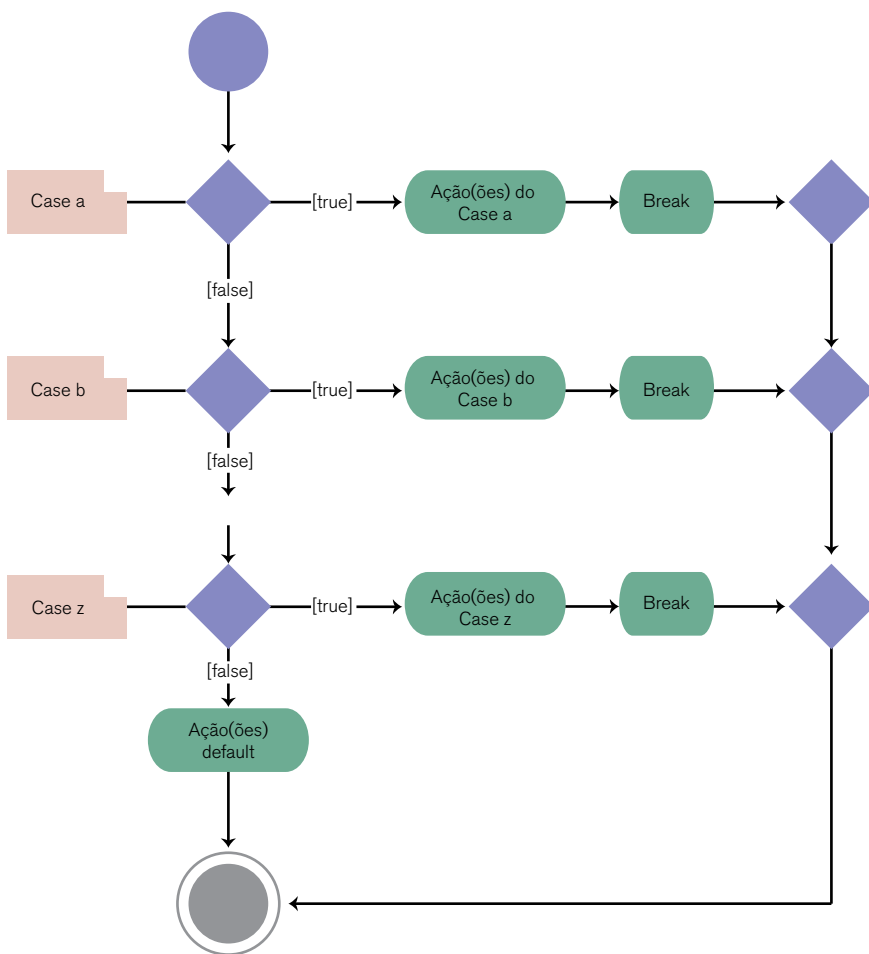 Case a
[true]
Ação(ões) do
Case a
Break
[false]
Case b
[true]
Ação(ões) do
Case b
Break
[false]
Case z
[true]
Ação(ões) do
Case z
Break
[false]
Ação(ões)
default